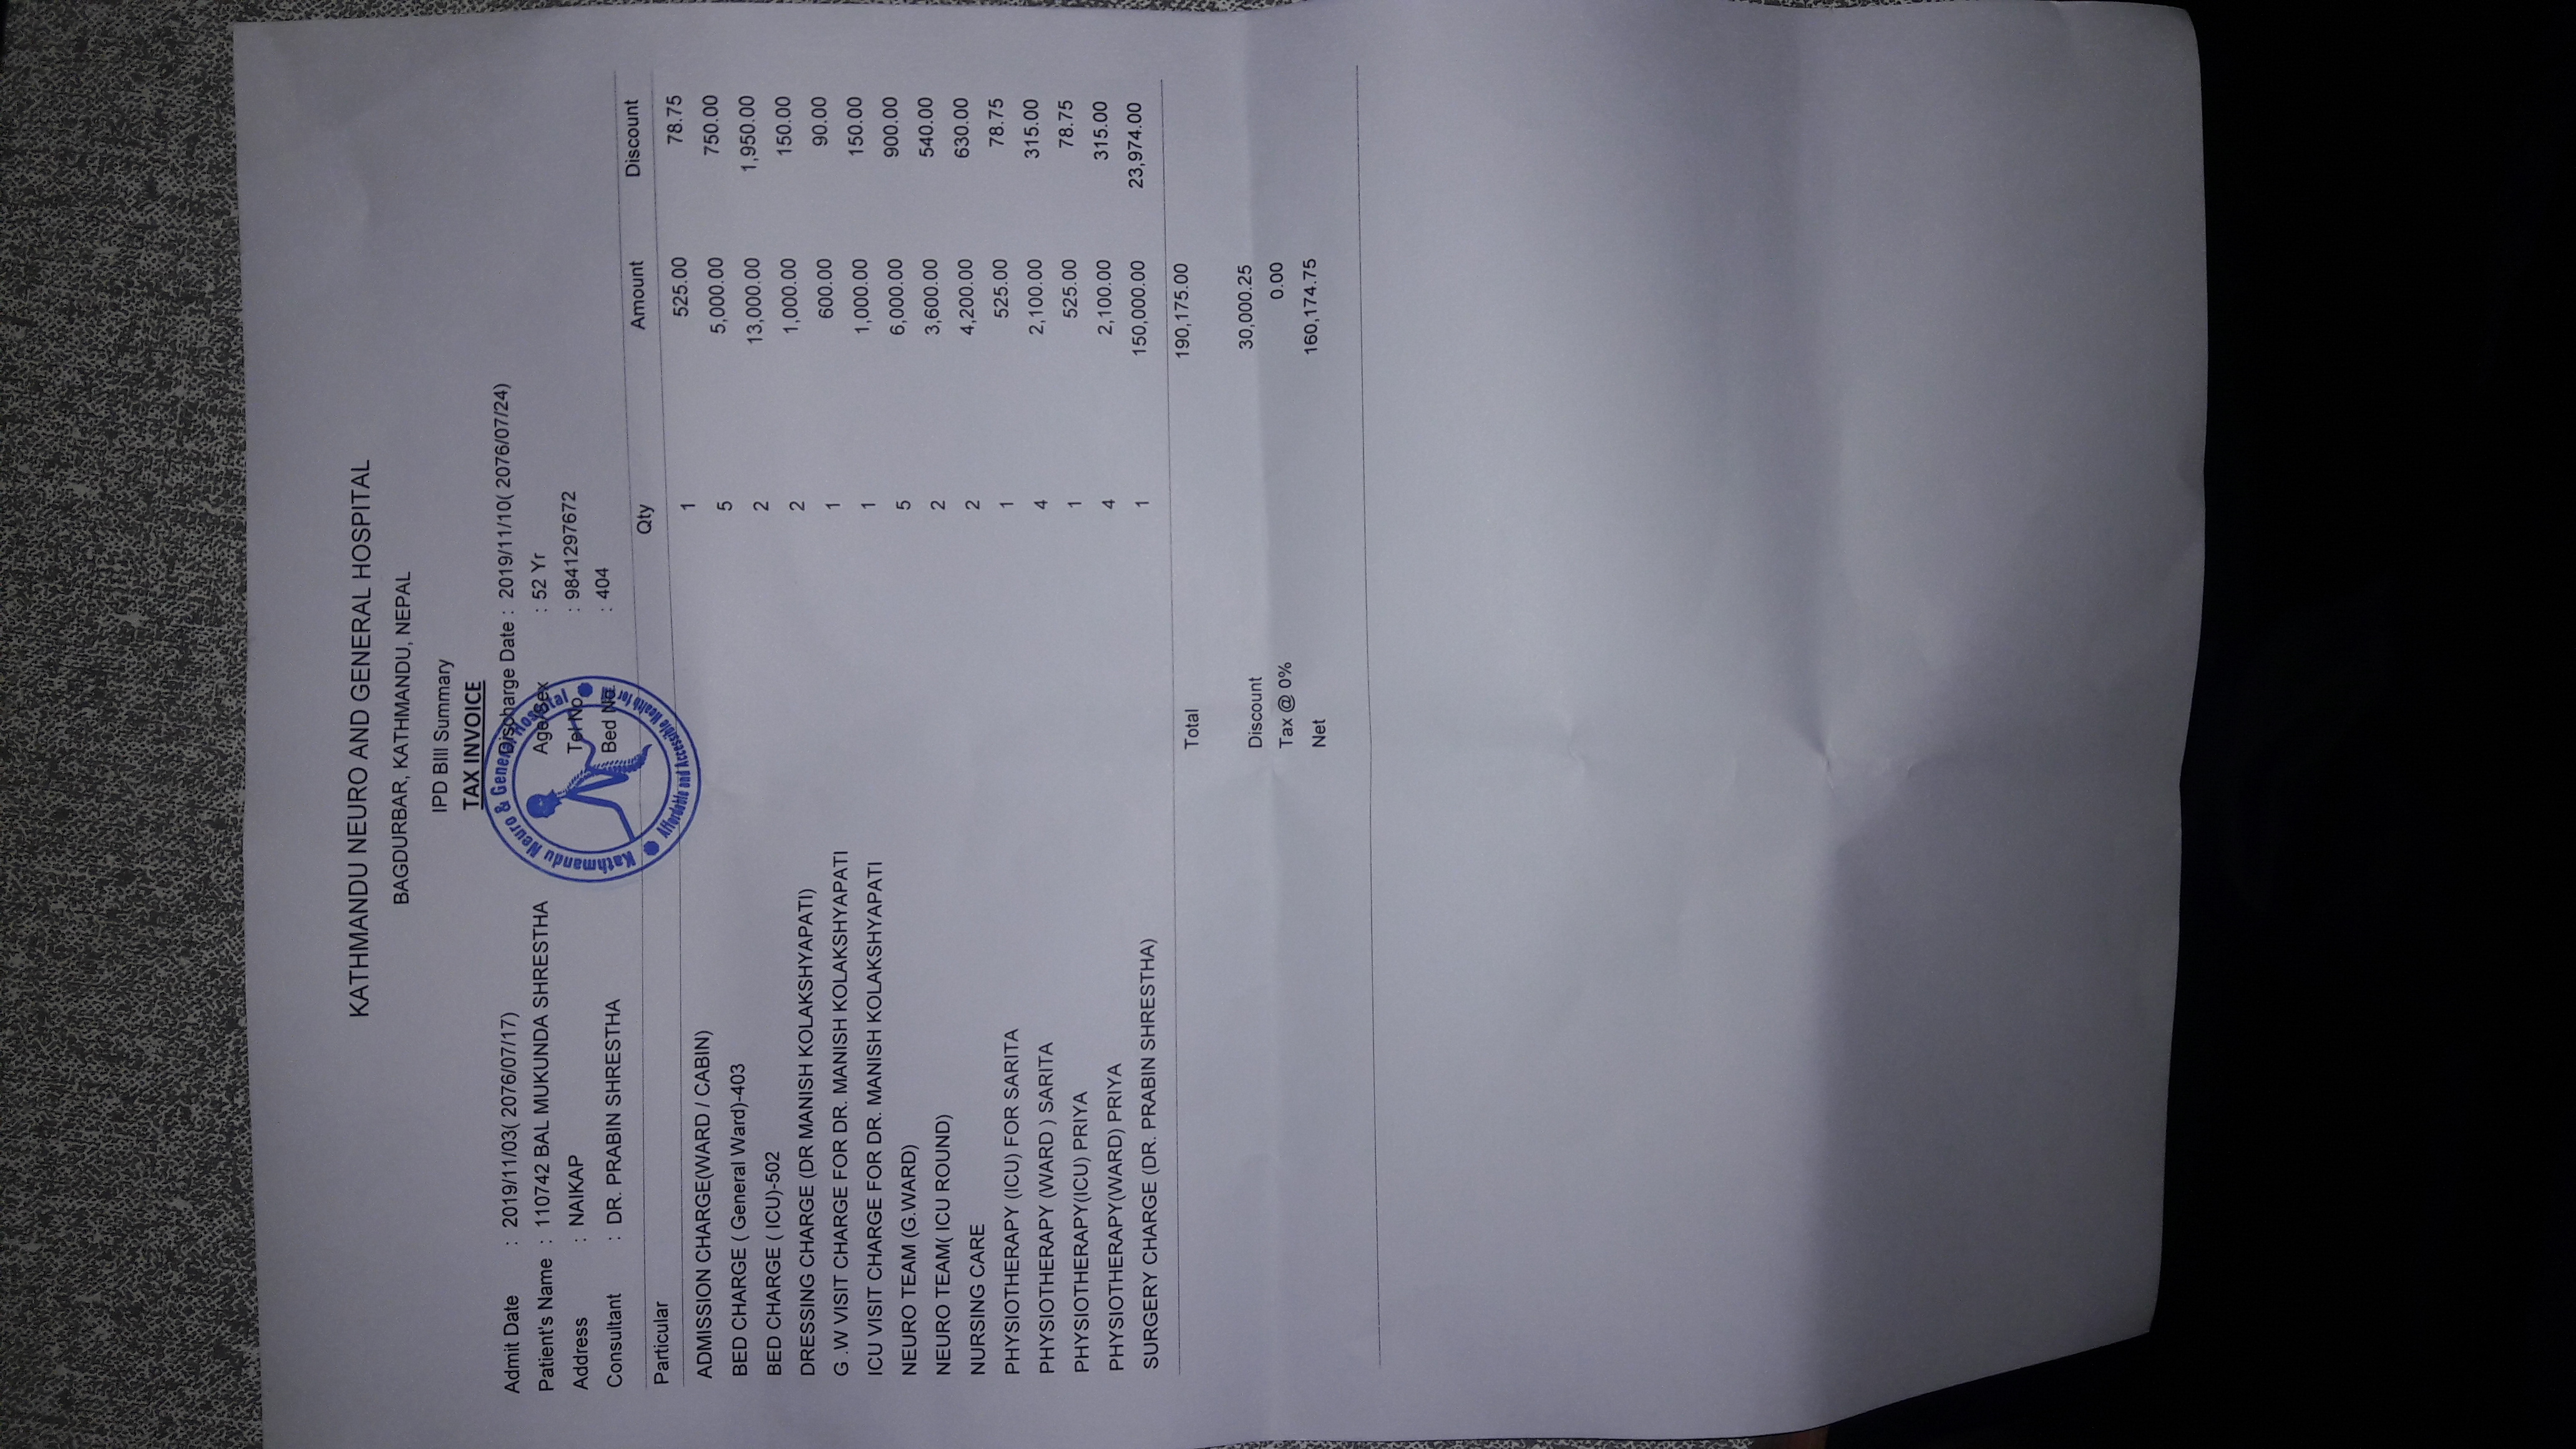 KATHMANDU NEURO AND GENERAL HOSPITAL
BAGDURBAR, KATHMANDU, NEPAL
IPD BIll Summary
TAX INVOICE
Admit Date : 2019/11/03( 2076/07/17) Discharge Date : 2019/11/10( 2076/07/24)
Patient's Name : 110742 BAL MUKUNDA SHRESTHA Age/Sex : 52 Yr
Address : NAIKAP Tel No. : 9841297672
Consultant : DR. PRABIN SHRESTHA Bed No. : 404
Kathmandu Neuro & General Hospital
Affordable and Accessible Health for all
Particular Qty Amount Discount
ADMISSION CHARGE(WARD / CABIN) 1 525.00 78.75
BED CHARGE ( General Ward)-403 5 5,000.00 750.00
BED CHARGE ( ICU)-502 2 13,000.00 1,950.00
DRESSING CHARGE (DR MANISH KOLAKSHYAPATI) 2 1,000.00 150.00
G .W VISIT CHARGE FOR DR. MANISH KOLAKSHYAPATI 1 600.00 90.00
ICU VISIT CHARGE FOR DR. MANISH KOLAKSHYAPATI 1 1,000.00 150.00
NEURO TEAM (G.WARD) 5 6,000.00 900.00
NEURO TEAM( ICU ROUND) 2 3,600.00 540.00
NURSING CARE 2 4,200.00 630.00
PHYSIOTHERAPY (ICU) FOR SARITA 1 525.00 78.75
PHYSIOTHERAPY (WARD ) SARITA 4 2,100.00 315.00
PHYSIOTHERAPY(ICU) PRIYA 1 525.00 78.75
PHYSIOTHERAPY(WARD) PRIYA 4 2,100.00 315.00
SURGERY CHARGE (DR. PRABIN SHRESTHA) 1 150,000.00 23,974.00
Total 190,175.00
Discount 30,000.25
Tax @ 0% 0.00
Net 160,174.75